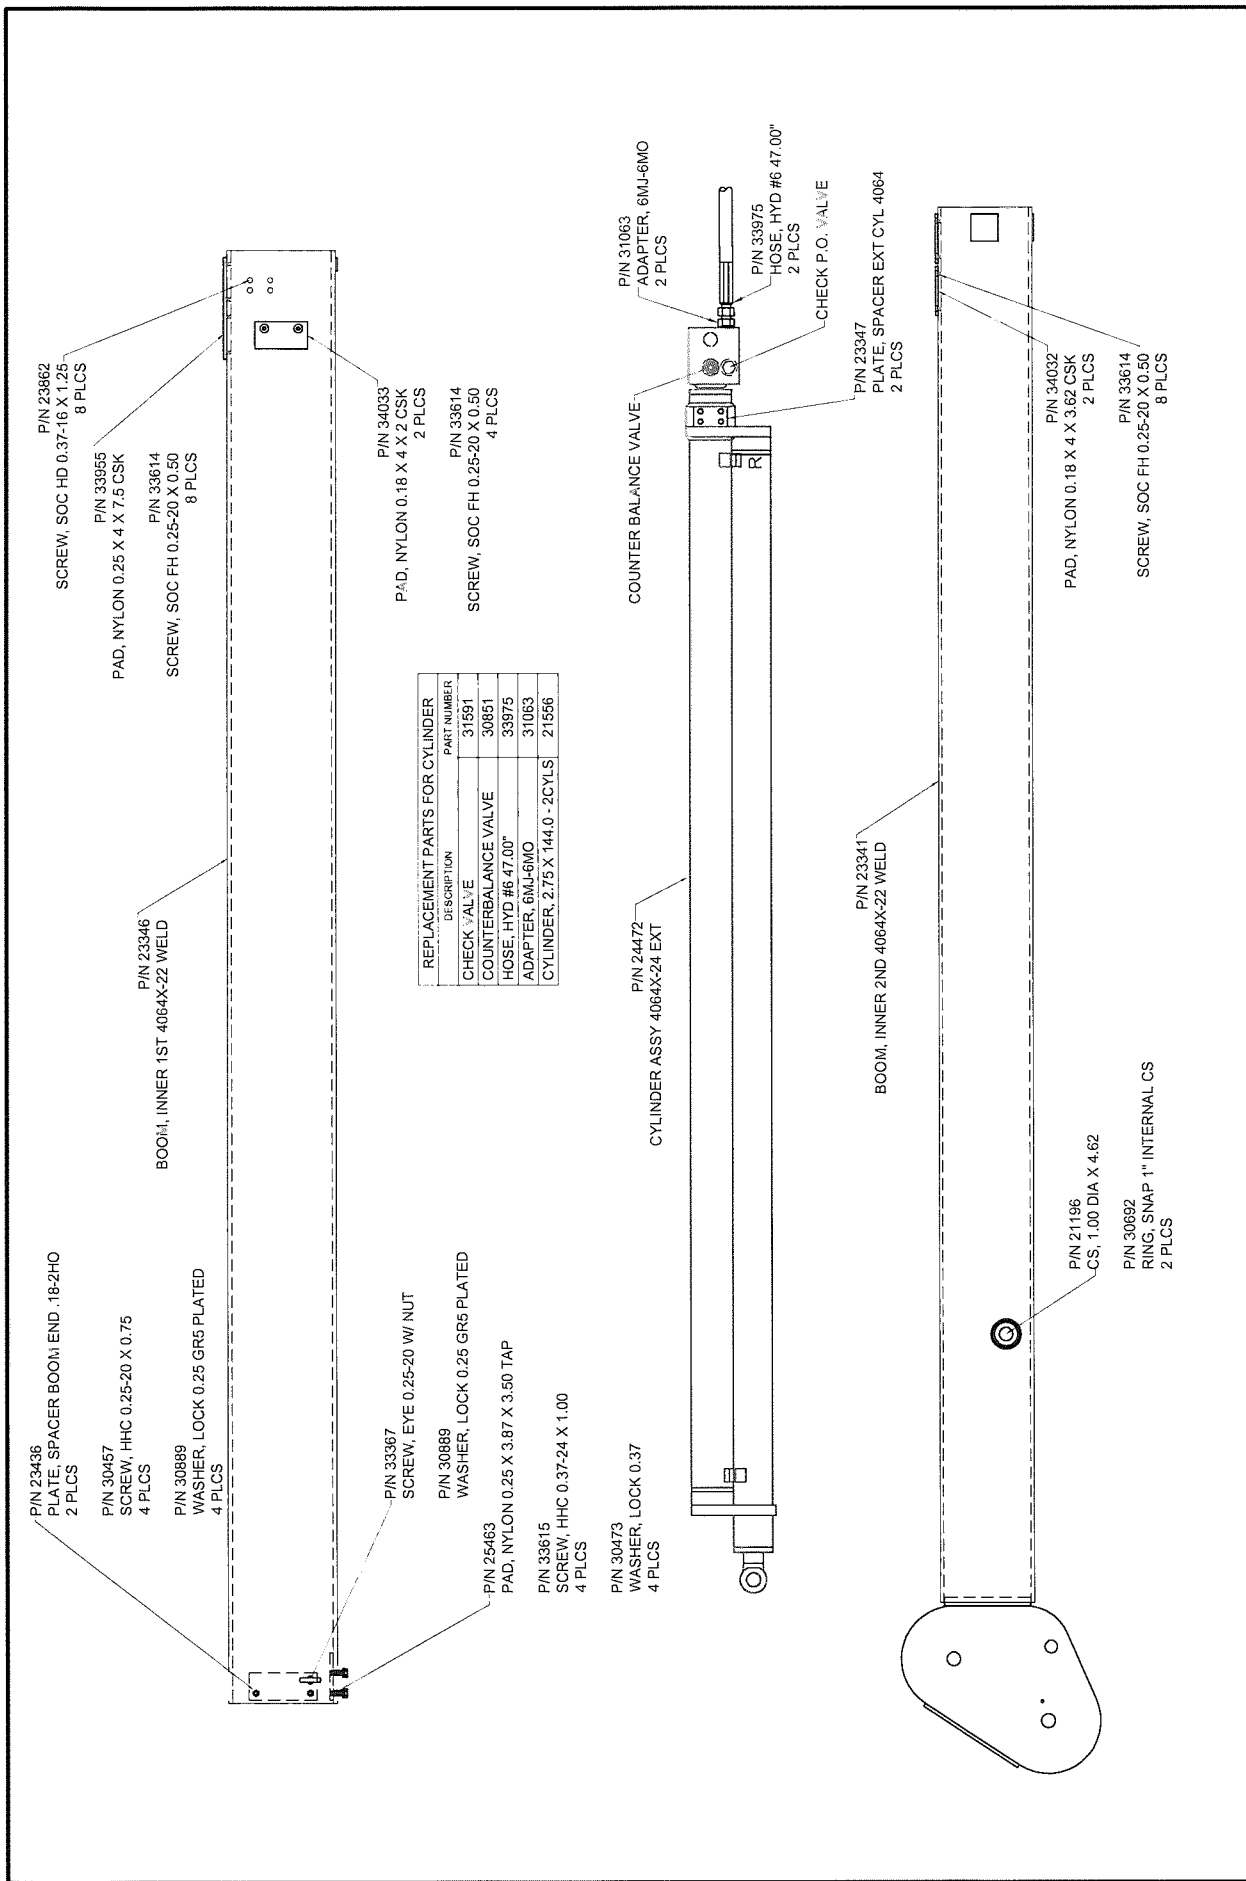 P/N 23436
PLATE, SPACER BOOM END .18-2HO
2 PLCS
P/N 30457
SCREW, HHC 0.25-20 X 0.75
4 PLCS
P/N 30889
WASHER, LOCK 0.25 GR5 PLATED
4 PLCS
P/N 23346
BOOM, INNER 1ST 4064X-22 WELD
P/N 23862
SCREW, SOC HD 0.37-16 X 1.25
8 PLCS
P/N 33955
PAD, NYLON 0.25 X 4 X 7.5 CSK
P/N 33614
SCREW, SOC FH 0.25-20 X 0.50
8 PLCS
P/N 33367
SCREW, EYE 0.25-20 W/ NUT
P/N 30889
WASHER, LOCK 0.25 GR5 PLATED
P/N 25463
PAD, NYLON 0.25 X 3.87 X 3.50 TAP
P/N 33615
SCREW, HHC 0.37-24 X 1.00
4 PLCS
P/N 30473
WASHER, LOCK 0.37
4 PLCS
REPLACEMENT PARTS FOR CYLINDER
DESCRIPTION PART NUMBER
CHECK VALVE 31591
COUNTERBALANCE VALVE 30851
HOSE, HYD #6 47.00" 33975
ADAPTER, 6MJ-6MO 31063
CYLINDER, 2.75 X 144.0 - 2CYLS 21556
P/N 34033
PAD, NYLON 0.18 X 4 X 2 CSK
2 PLCS
P/N 33614
SCREW, SOC FH 0.25-20 X 0.50
4 PLCS
P/N 24472
CYLINDER ASSY 4064X-24 EXT
COUNTER BALANCE VALVE
P/N 31063
ADAPTER, 6MJ-6MO
2 PLCS
R
P/N 33975
HOSE, HYD #6 47.00"
2 PLCS
CHECK P.O. VALVE
P/N 23347
PLATE, SPACER EXT CYL 4064
2 PLCS
P/N 23341
BOOM, INNER 2ND 4064X-22 WELD
P/N 21196
CS, 1.00 DIA X 4.62
P/N 30692
RING, SNAP 1" INTERNAL CS
2 PLCS
P/N 34032
PAD, NYLON 0.18 X 4 X 3.62 CSK
2 PLCS
P/N 33614
SCREW, SOC FH 0.25-20 X 0.50
8 PLCS